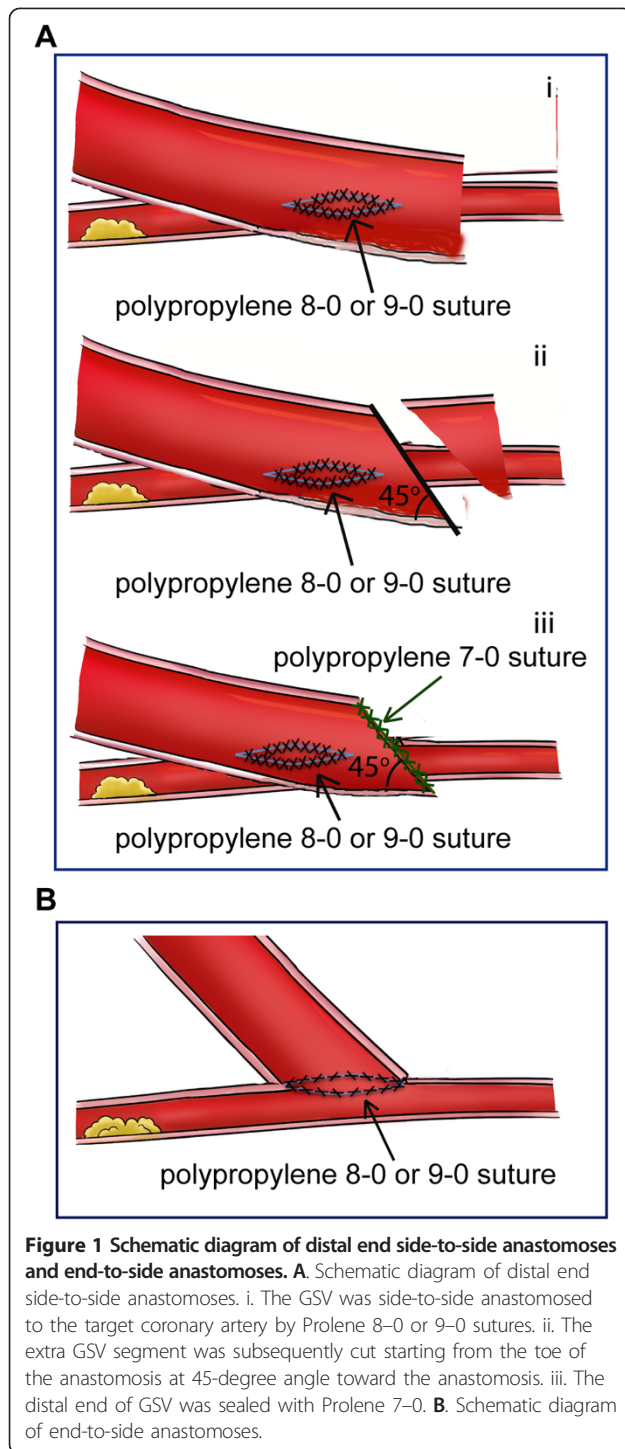 A
i
polypropylene 8-0 or 9-0 suture
ii
45°
polypropylene 8-0 or 9-0 suture
iii
polypropylene 7-0 suture
45°
polypropylene 8-0 or 9-0 suture
B
polypropylene 8-0 or 9-0 suture
Figure 1 Schematic diagram of distal end side-to-side anastomoses
and end-to-side anastomoses. A. Schematic diagram of distal end
side-to-side anastomoses. i. The GSV was side-to-side anastomosed
to the target coronary artery by Prolene 8–0 or 9–0 sutures. ii. The
extra GSV segment was subsequently cut starting from the toe of
the anastomosis at 45-degree angle toward the anastomosis. iii. The
distal end of GSV was sealed with Prolene 7–0. B. Schematic diagram
of end-to-side anastomoses.